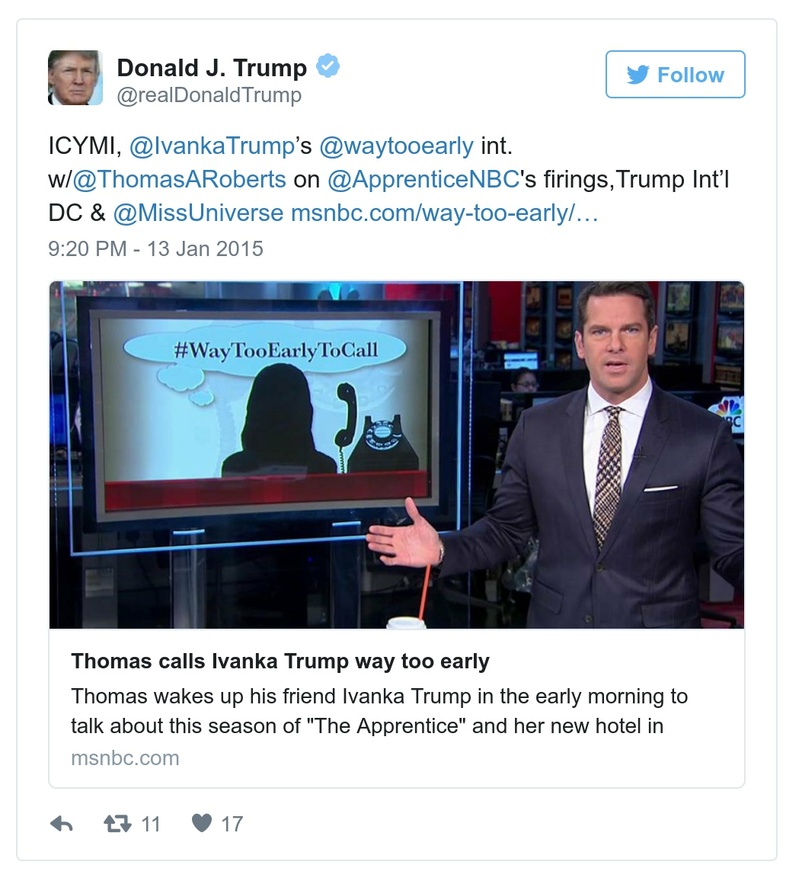 Donald J. Trump
@realDonaldTrump
Follow
ICYMI, @IvankaTrump’s @waytooearly int.
w/@ThomasARoberts on @ApprenticeNBC's firings,Trump Int’l
DC & @MissUniverse msnbc.com/way-too-early/…
9:20 PM - 13 Jan 2015
#WayTooEarlyToCall
Thomas calls Ivanka Trump way too early
Thomas wakes up his friend Ivanka Trump in the early morning to
talk about this season of "The Apprentice" and her new hotel in
msnbc.com
11
17